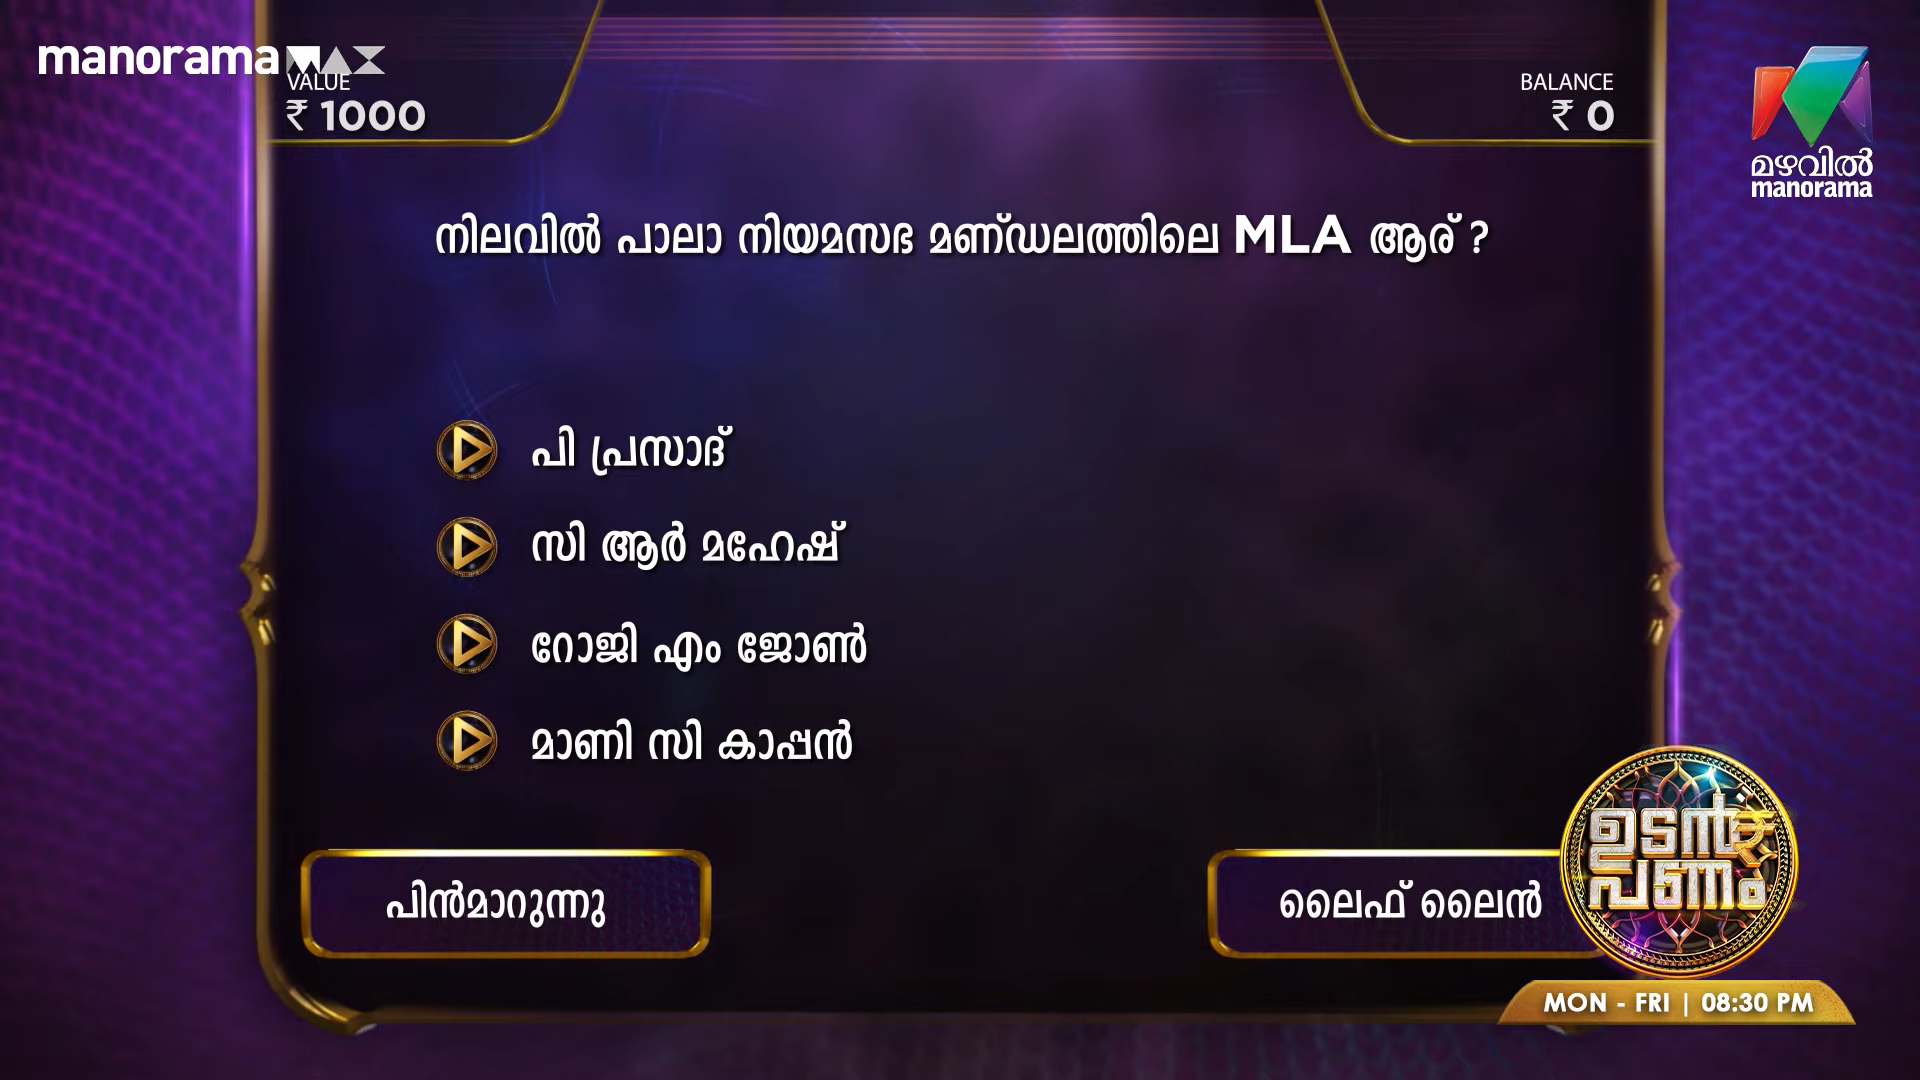 manorama MAX
VALUE
₹ 1000
BALANCE
₹ 0
മഴവിൽ
manorama
നിലവിൽ പാലാ നിയമസഭ മണ്ഡലത്തിലെ MLA ആര് ?
പി പ്രസാദ്
സി ആർ മഹേഷ്
റോജി എം ജോൺ
മാണി സി കാപ്പൻ
പിൻമാറുന്നു
ലൈഫ് ലൈൻ
ഉടൻ
പണം
MON - FRI | 08:30 PM